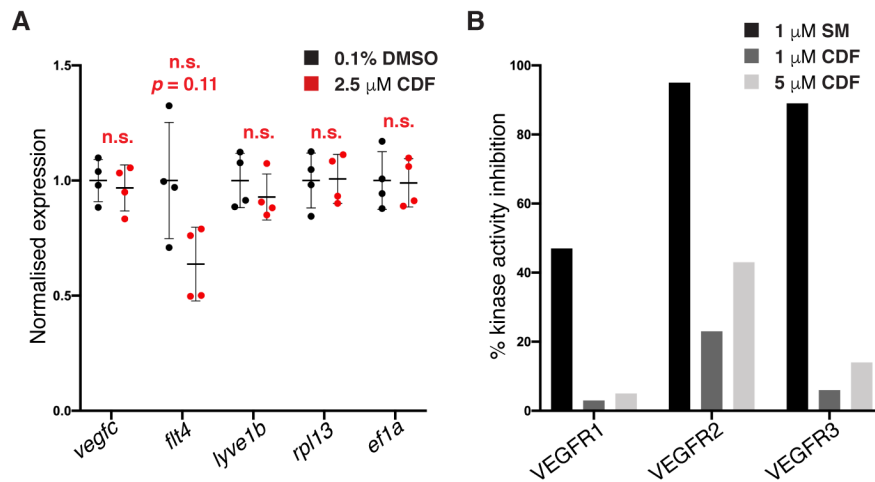 A
Normalised expression
1.5
1.0
0.5
0.0
0.1% DMSO
2.5 μM CDF
n.s.
n.s.
p = 0.11
n.s.
n.s.
n.s.
vegfc
flt4
lyve1b
rpl13
ef1a
B
% kinase activity inhibition
100
80
60
40
20
0
1 μM SM
1 μM CDF
5 μM CDF
VEGFR1
VEGFR2
VEGFR3